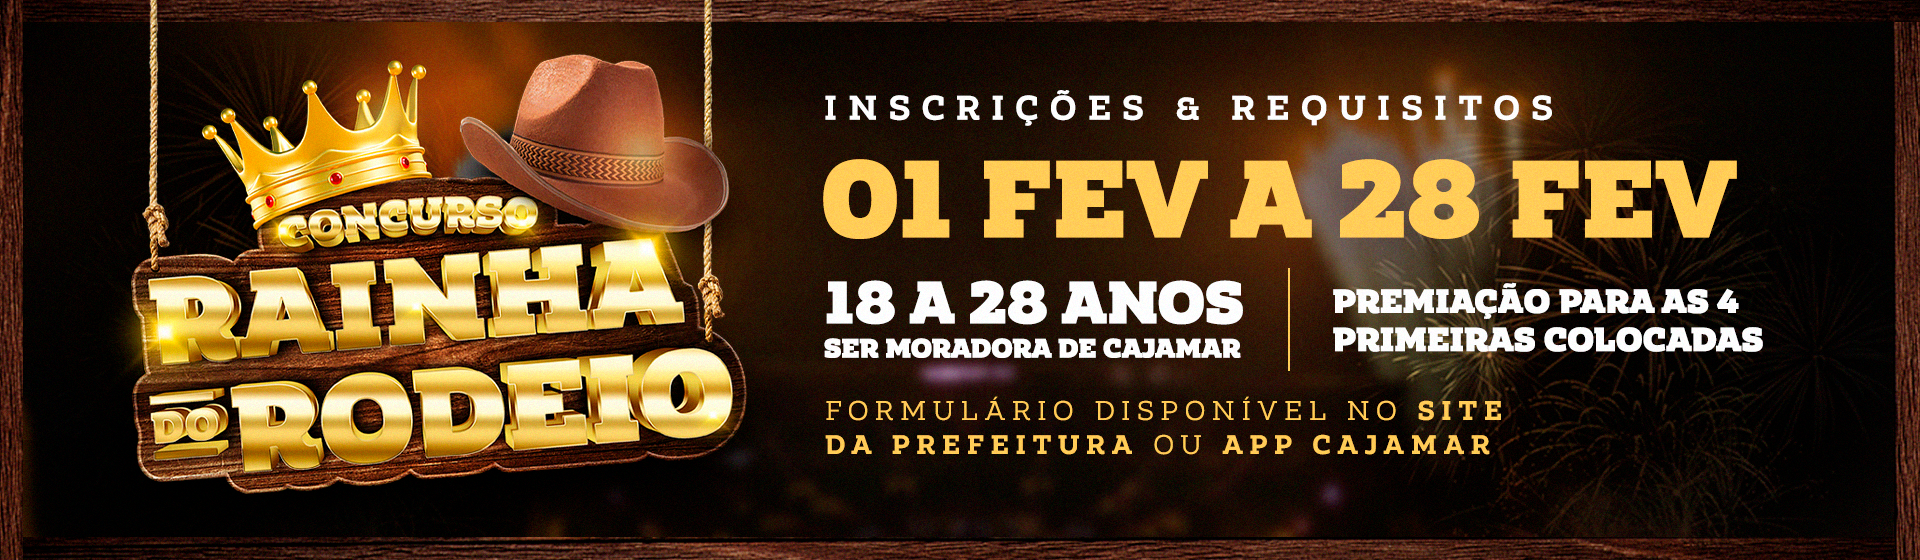 CONCURSO
RAINHA
DO RODEIO
INSCRIÇÕES & REQUISITOS
01 FEV A 28 FEV
18 A 28 ANOS
SER MORADORA DE CAJAMAR
PREMIAÇÃO PARA AS 4
PRIMEIRAS COLOCADAS
FORMULÁRIO DISPONÍVEL NO SITE
DA PREFEITURA OU APP CAJAMAR